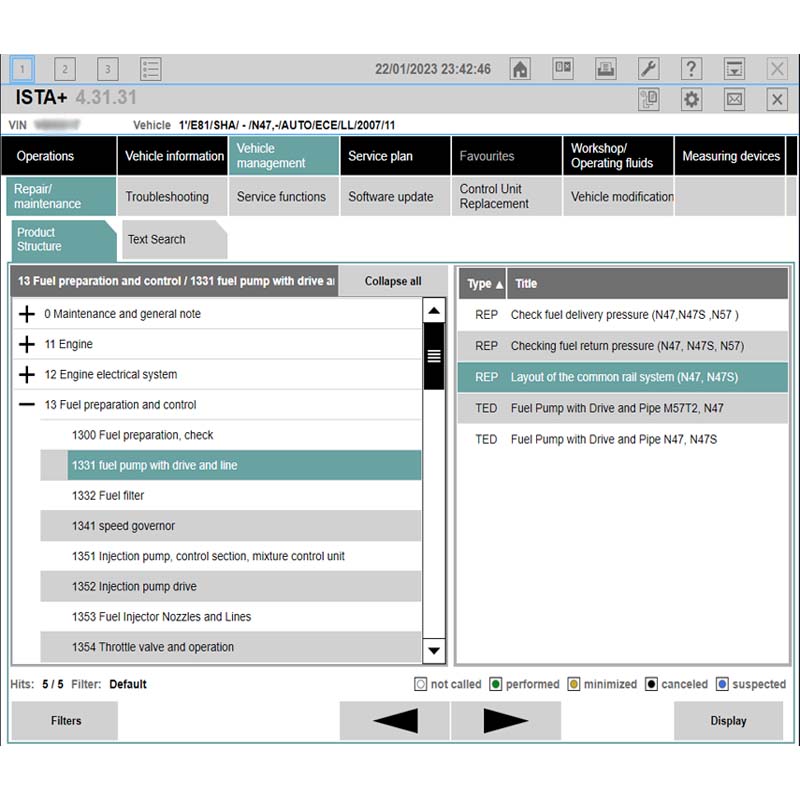 1
2
3
22/01/2023 23:42:46
?
ISTA+ 4.31.31
VIN
Vehicle 1'/E81/SHA/ - /N47,-/AUTO/ECE/LL/2007/11
Operations
Vehicle information
Vehicle
management
Service plan
Favourites
Workshop/
Operating fluids
Measuring devices
Repair/
maintenance
Troubleshooting
Service functions
Software update
Control Unit
Replacement
Vehicle modification
Product
Structure
Text Search
13 Fuel preparation and control / 1331 fuel pump with drive a
Collapse all
0 Maintenance and general note
11 Engine
12 Engine electrical system
13 Fuel preparation and control
1300 Fuel preparation, check
1331 fuel pump with drive and line
1332 Fuel filter
1341 speed governor
1351 Injection pump, control section, mixture control unit
1352 Injection pump drive
1353 Fuel Injector Nozzles and Lines
1354 Throttle valve and operation
Type ▲ Title
REP Check fuel delivery pressure (N47,N47S ,N57 )
REP Checking fuel return pressure (N47, N47S, N57)
REP Layout of the common rail system (N47, N47S)
TED Fuel Pump with Drive and Pipe M57T2, N47
TED Fuel Pump with Drive and Pipe N47, N47S
Hits: 5 / 5 Filter: Default
not called
performed
minimized
canceled
suspected
Filters
Display